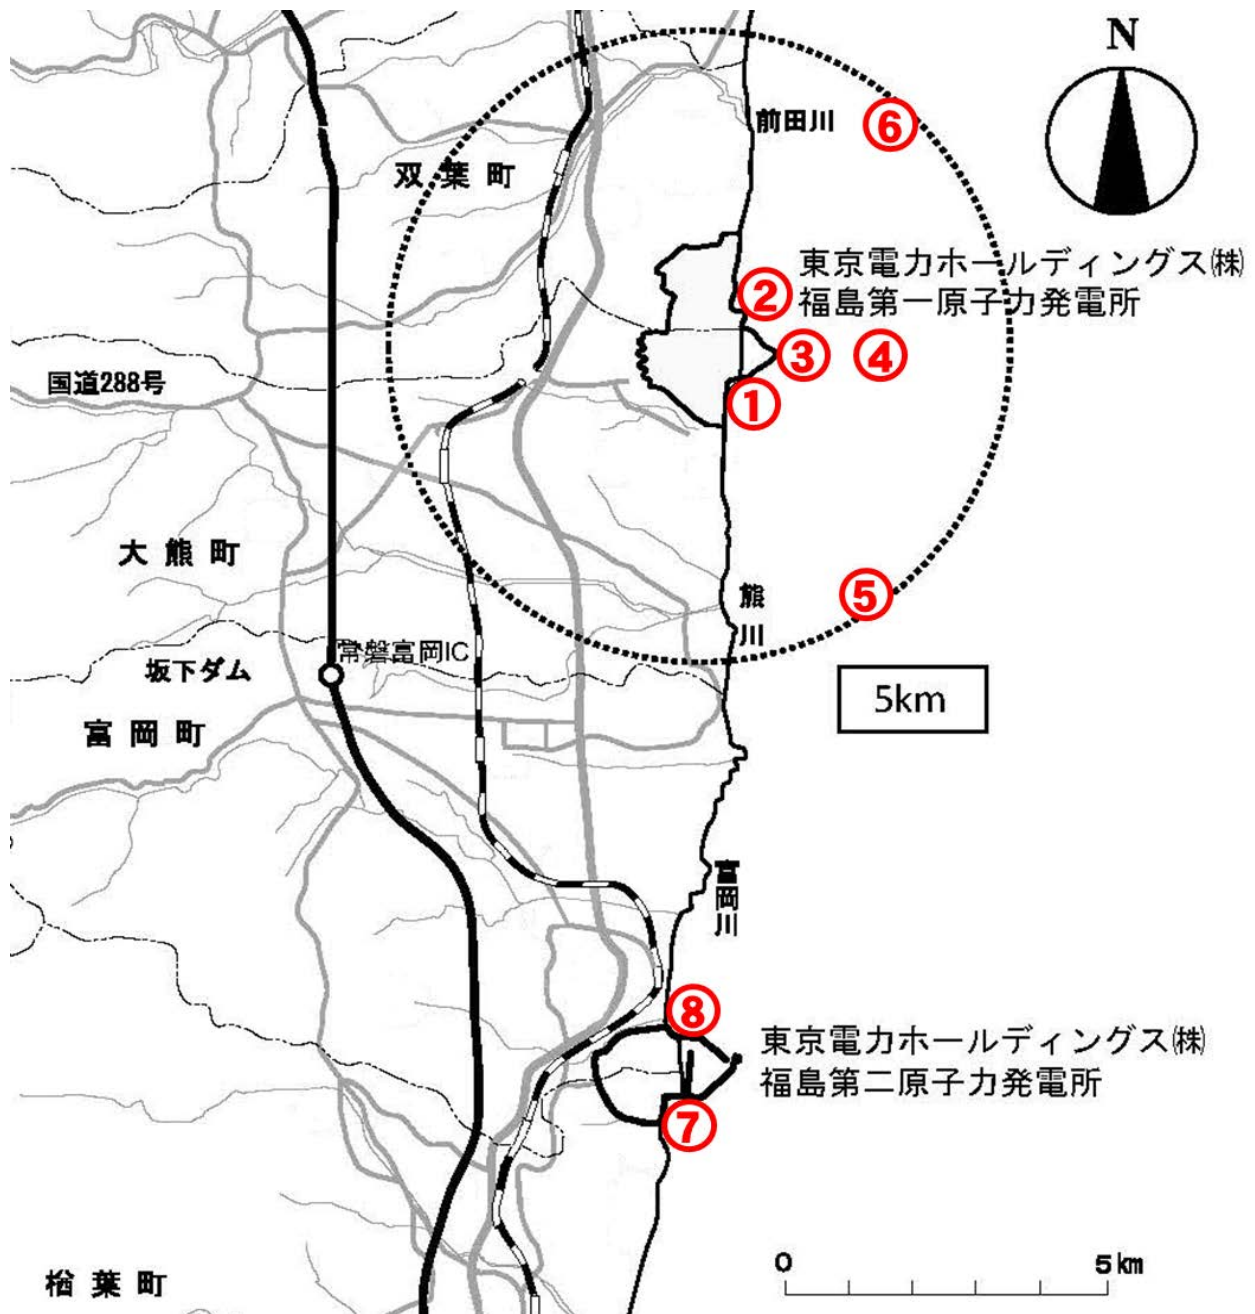 N
前田川
⑥
双葉町
東京電力ホールディングス㈱
② 福島第一原子力発電所
③
④
国道288号
①
大熊町
熊川
⑤
常磐富岡IC
坂下ダム
5km
富岡町
富岡川
⑧
東京電力ホールディングス㈱
福島第二原子力発電所
⑦
0 5km
楢葉町